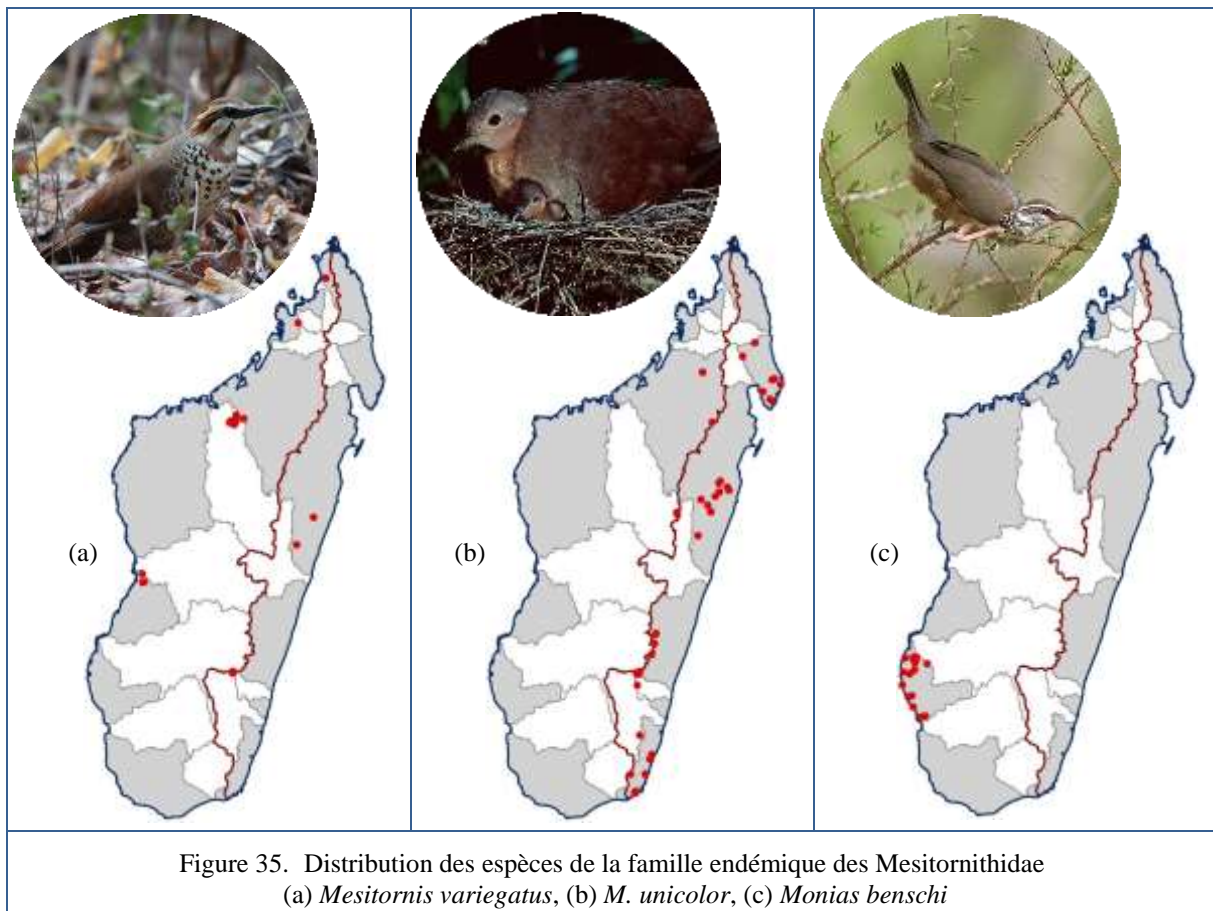 (a)
(b)
(c)
Figure 35. Distribution des espèces de la famille endémique des Mesitornithidae
(a) Mesitornis variegatus, (b) M. unicolor, (c) Monias benschi